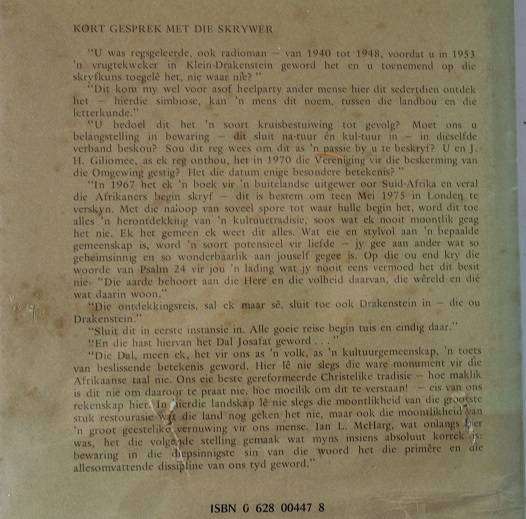 KORT GESPREK MET DIE SKRYWER
"U was regsgeleerde, ook radioman — van 1940 tot 1948, voordat u in 1953
'n vrugtekweker in Klein-Drakenstein geword het en u toenemend op die
skryfkuns toegelê het, nie waar nie?"
"Dit kom my wel voor asof heelparty ander mense hier dit sedertdien ontdek
het — hierdie simbiose, kan 'n mens dit noem, tussen die landbou en die
letterkunde."
"U bedoel dit het 'n soort kruisbestuiwing tot gevolg? Moet ons u
belangstelling in bewaring — dit sluit na-tuur én kul-tuur in — in dieselfde
verband beskou? Sou dit reg wees om dit as 'n passie by u te beskryf? U en J.
H. Giliomee, as ek reg onthou, het in 1970 die Vereniging vir die beskerming van
die Omgewing gestig? Het die datum enige besondere betekenis?"
"In 1967 het ek 'n boek vir 'n buitelandse uitgewer oor Suid-Afrika en veral
die Afrikaners begin skryf — dit is bestem om teen Mei 1975 in Londen te
verskyn. Met die naloop van soveel spore tot waar hulle begin het, word dit toe
alles 'n herontdekking van 'n kultuurtradisie, soos wat ek nooit moontlik geag
het nie. Ek het gemeen ek weet dit alles. Wat eie en stylvol aan 'n bepaalde
gemeenskap is, word 'n soort potensieel vir liefde — jy gee aan ander wat so
geheimsinnig en so wonderbaarlik aan jouself gegee is. Op die ou end kry die
woorde van Psalm 24 vir jou 'n lading wat jy nooit eens vermoed het dit besit
nie: "Die aarde behoort aan die Here en die volheid daarvan, die wêreld en dié
wat daarin woon."
"Die ontdekkingsreis, sal ek maar sê, sluit toe ook Drakenstein in — die ou
Drakenstein."
"Sluit dit in eerste instansie in. Alle goeie reise begin tuis en eindig daar."
"En die hast hiervan het Dal Josafat geword . . ."
"Die Dal, meen ek, het vir ons as 'n volk, as 'n kultuurgemeenskap, 'n toets
van beslissende betekenis geword. Hier lê nie slegs die ware monument vir die
Afrikaanse taal nie. Ons eie beste gereformeerde Christelike tradisie — hoe maklik
is dit nie om daaroor te praat nie, hoe moeilik om dit te verstaan! — eis van ons
rekenskap hier. In hierdie landskap lê nie slegs die moontlikheid van die grootste
stuk restourasie wat die land nog geken het nie, maar ook die moontlikheid van
'n groot geestelike vernuwing vir ons mense. Ian L. McHarg, wat onlangs hier
was, het die volgende stelling gemaak wat myns insiens absoluut korrek is:
bewaring in die diepsinnigste sin van die woord het die primêre en die
allesomvattende dissipline van ons tyd geword."
ISBN 0 628 00447 8